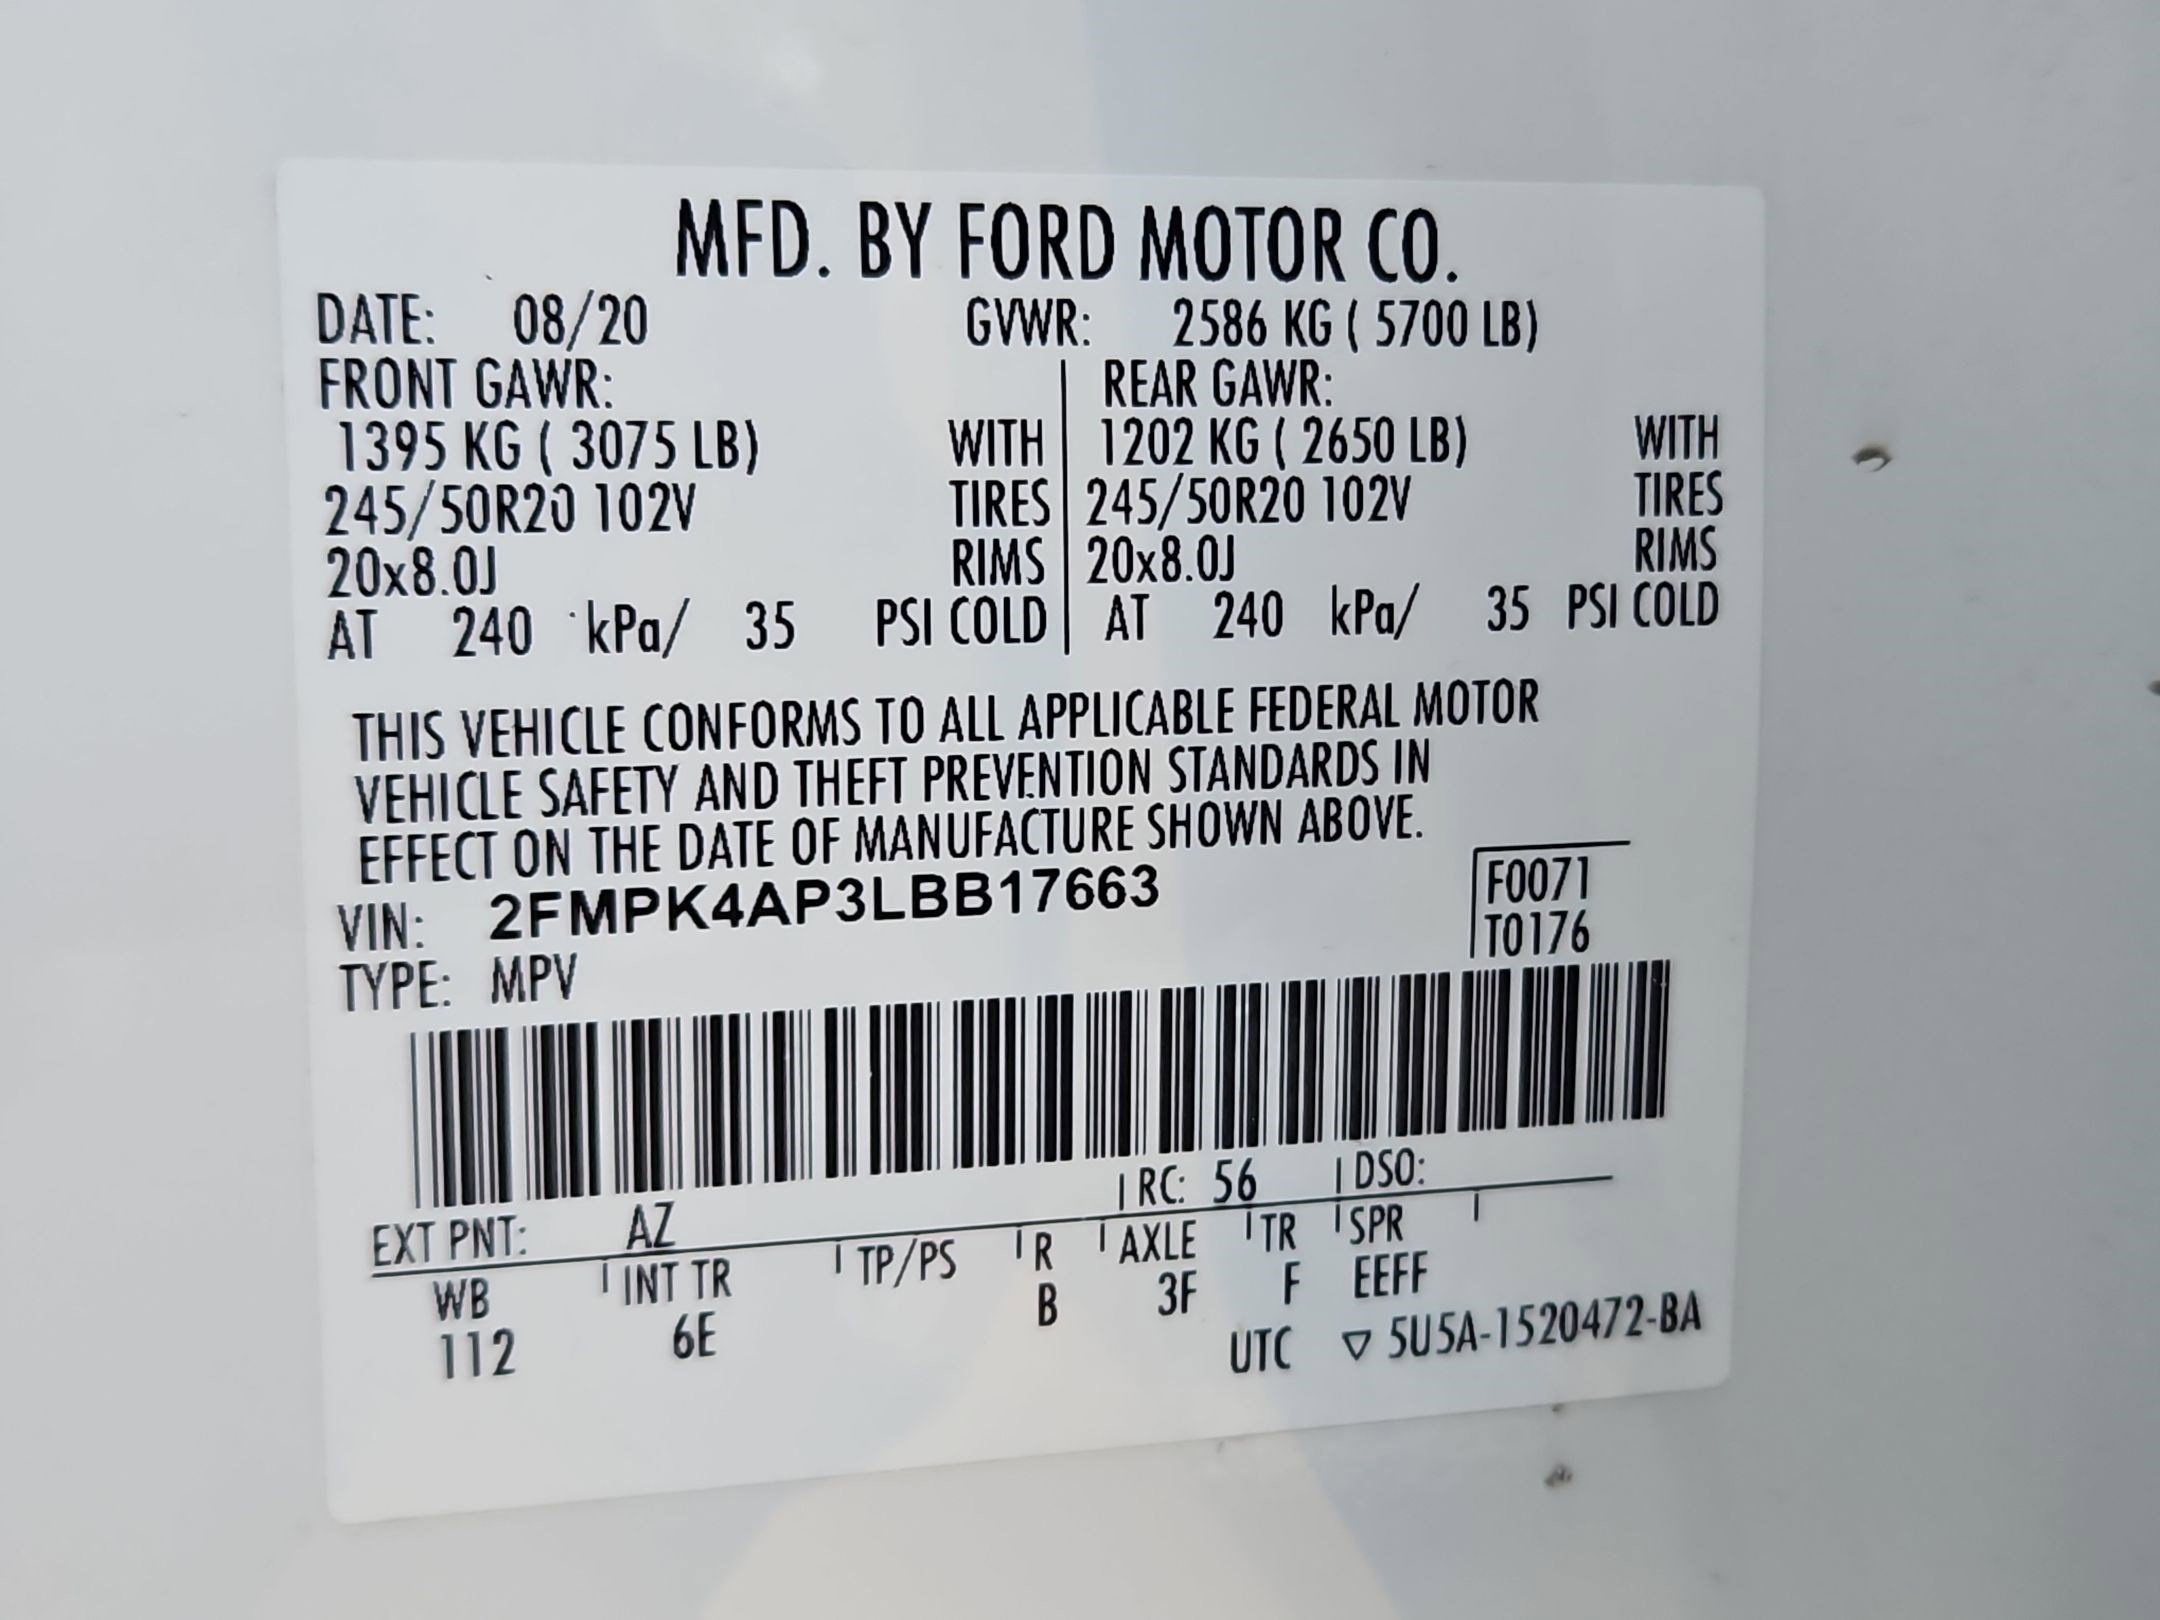 MFD. BY FORD MOTOR CO.
DATE: 08/20 GVWR: 2586 KG ( 5700 LB)
FRONT GAWR: REAR GAWR:
1395 KG ( 3075 LB) WITH 1202 KG ( 2650 LB) WITH
245/50R20 102V TIRES 245/50R20 102V TIRES
20x8.0J RIMS 20x8.0J RIMS
AT 240 kPa/ 35 PSI COLD AT 240 kPa/ 35 PSI COLD
THIS VEHICLE CONFORMS TO ALL APPLICABLE FEDERAL MOTOR
VEHICLE SAFETY AND THEFT PREVENTION STANDARDS IN
EFFECT ON THE DATE OF MANUFACTURE SHOWN ABOVE.
VIN: 2FMPK4AP3LBB17663 F0071
TYPE: MPV T0176
EXT PNT: AZ RC: 56 DSO:
WB INT TR TP/PS R AXLE TR SPR
112 6E B 3F F EEFF
UTC ▽ 5U5A-1520472-BA